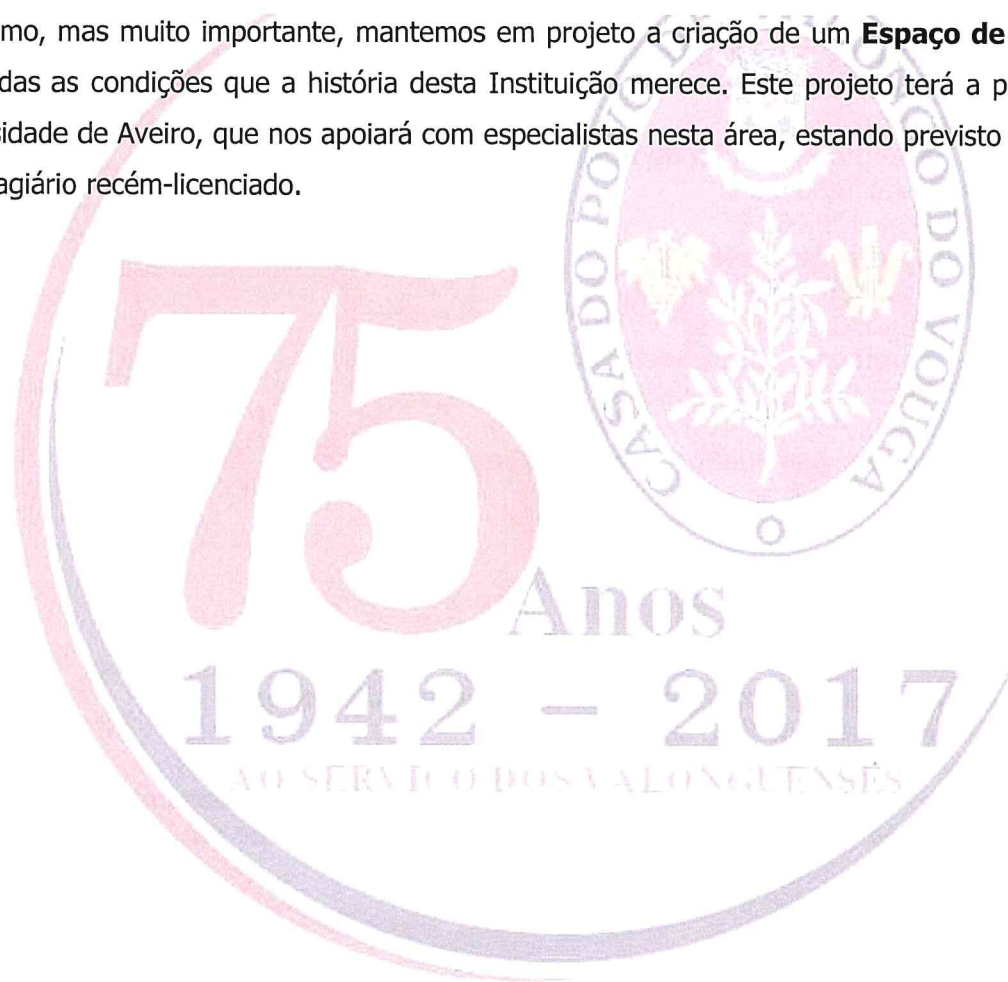 mo, mas muito importante, mantemos em projeto a criação de um Espaço de
das as condições que a história desta Instituição merece. Este projeto terá a p
sidade de Aveiro, que nos apoiará com especialistas nesta área, estando previsto
agiário recém-licenciado.
CASA DO POVO DE VALONGO DO VOUGA
75
Anos
1942 – 2017
AO SERVIÇO DOS VALONGUENSES